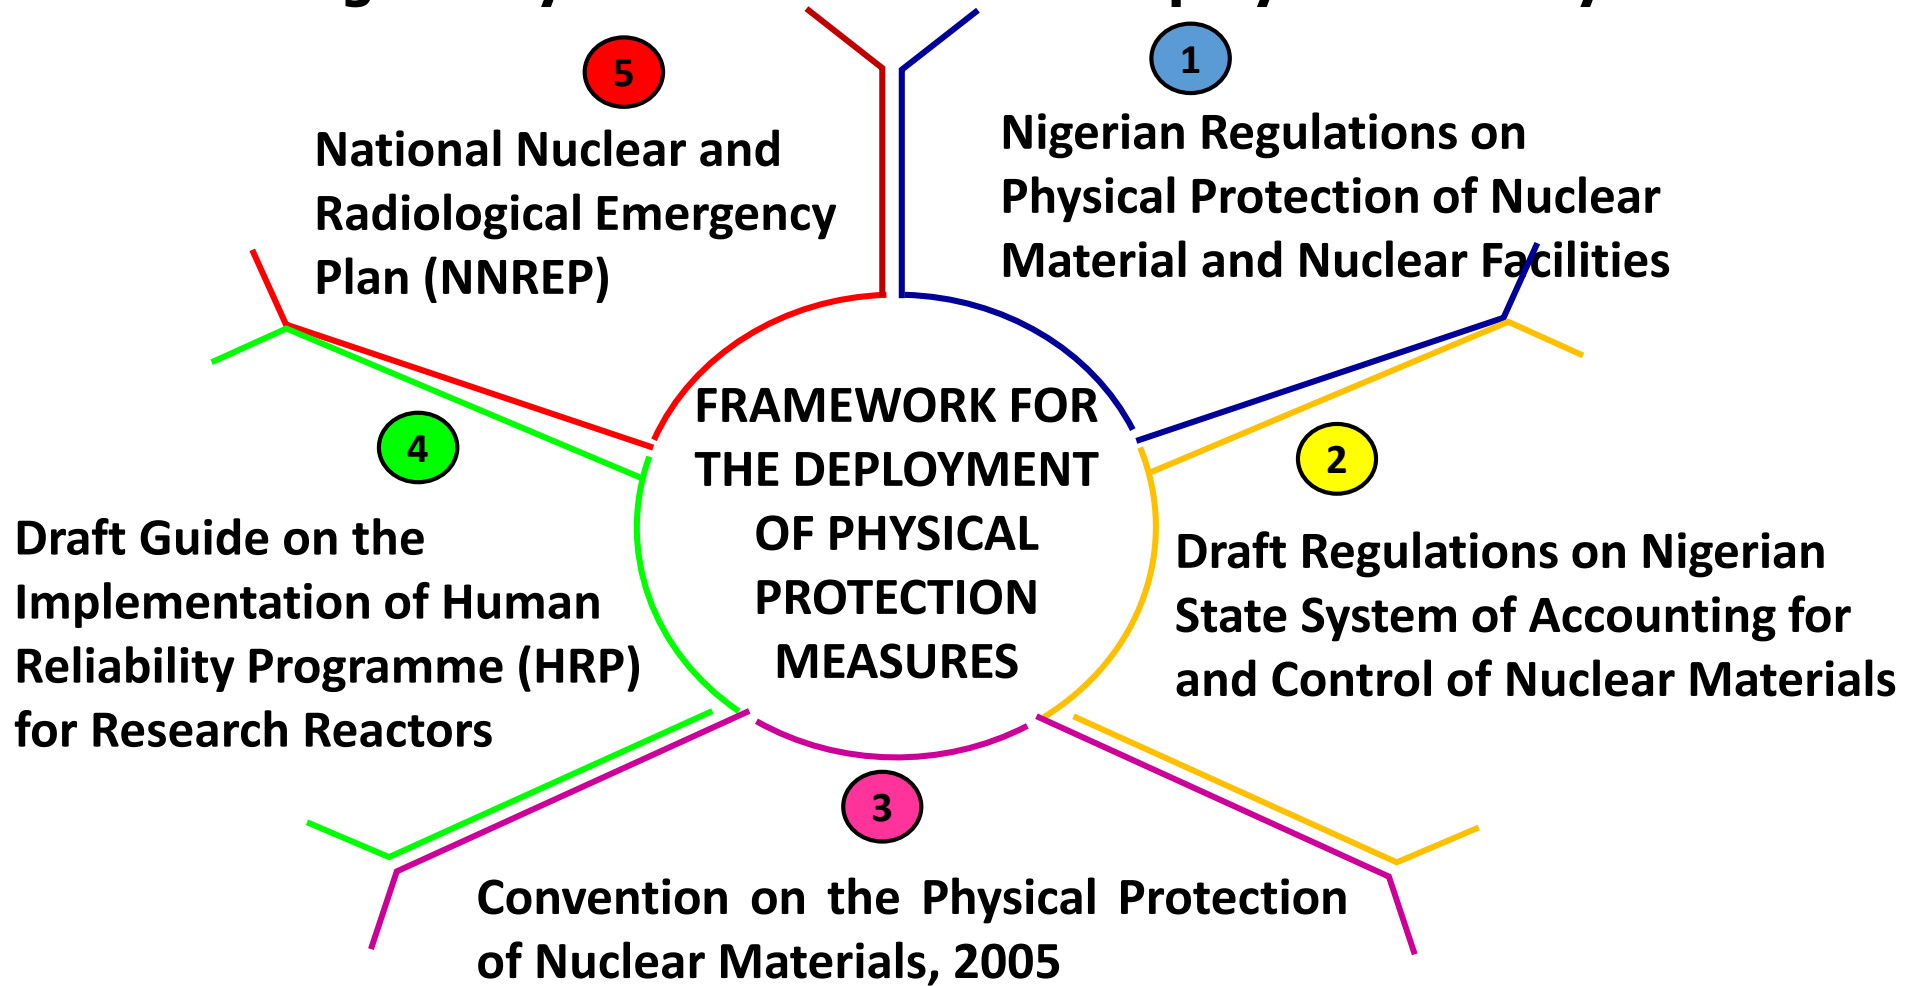 5
National Nuclear and
Radiological Emergency
Plan (NNREP)
1
Nigerian Regulations on
Physical Protection of Nuclear
Material and Nuclear Facilities
FRAMEWORK FOR
THE DEPLOYMENT
OF PHYSICAL
PROTECTION
MEASURES
4
Draft Guide on the
Implementation of Human
Reliability Programme (HRP)
for Research Reactors
2
Draft Regulations on Nigerian
State System of Accounting for
and Control of Nuclear Materials
3
Convention on the Physical Protection
of Nuclear Materials, 2005